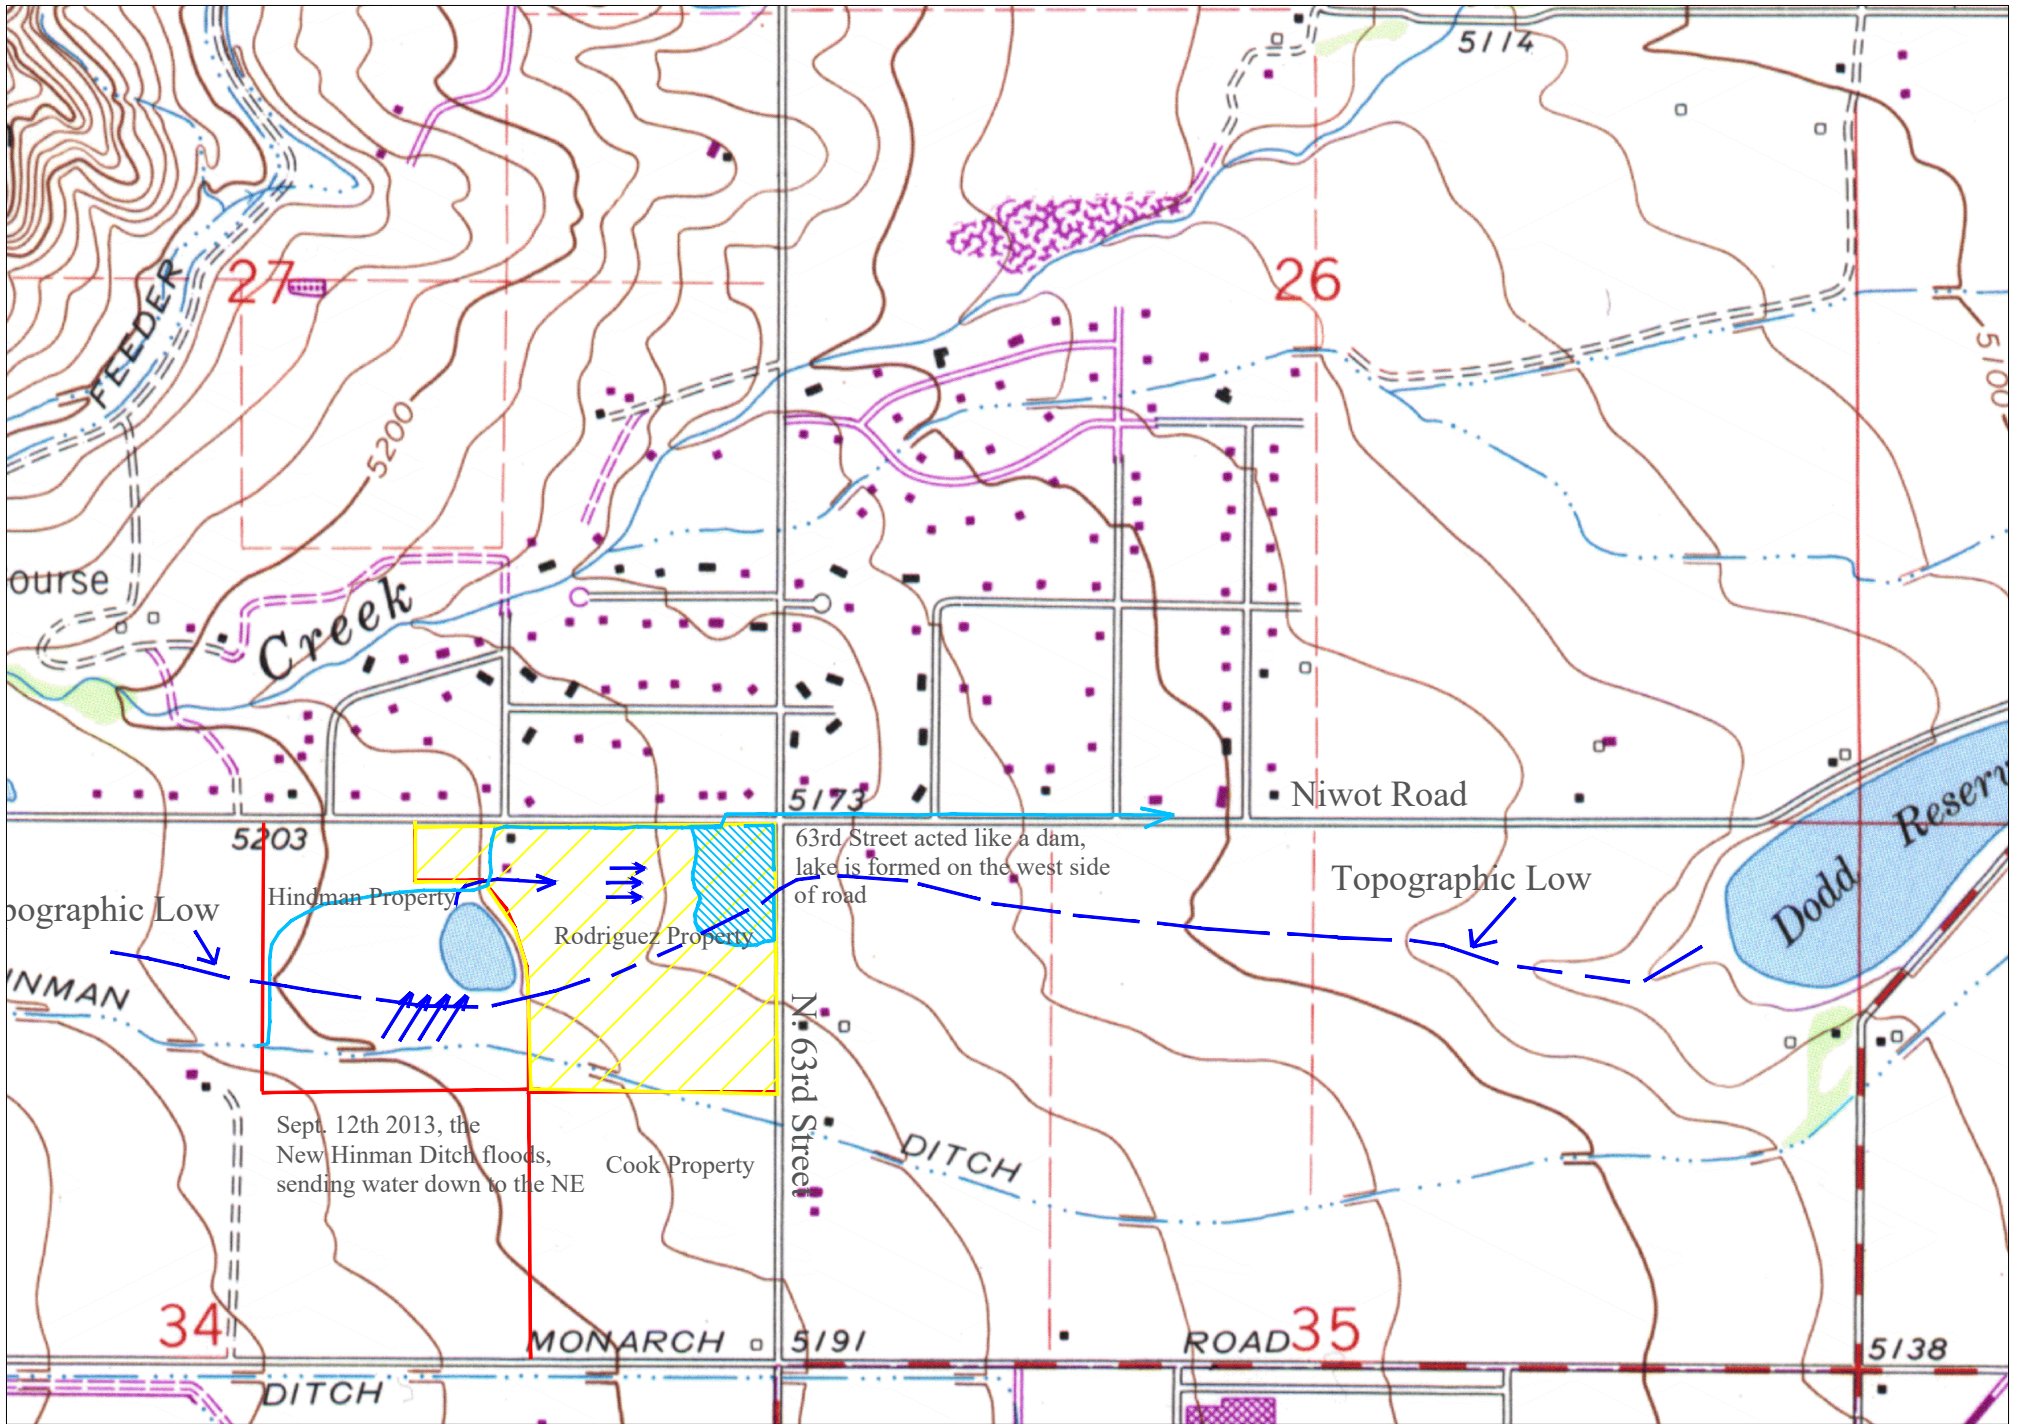 5114
27
26
FEEDER
5100
5200
ourse
Creek
Niwot Road
5173
5203
Reserv
Dodd
63rd Street acted like a dam,
lake is formed on the west side
of road
Topographic Low
Hindman Property
pographic Low
Rodriguez Property
INMAN
N. 63rd Street
Sept. 12th 2013, the
New Hinman Ditch floods,
sending water down to the NE
Cook Property
DITCH
34
MONARCH
5191
ROAD
35
5138
DITCH